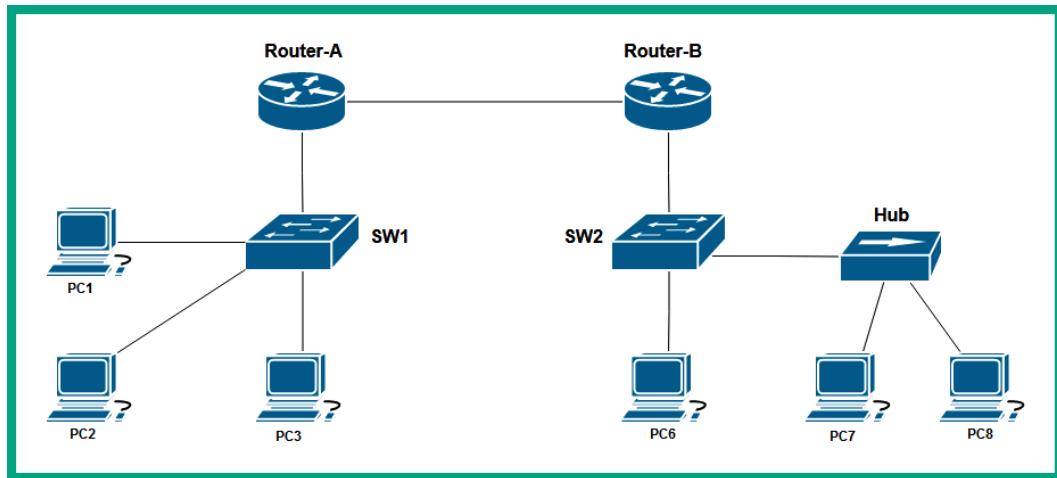 Router-A
Router-B
SW1
SW2
Hub
PC1
PC2
PC3
PC6
PC7
PC8